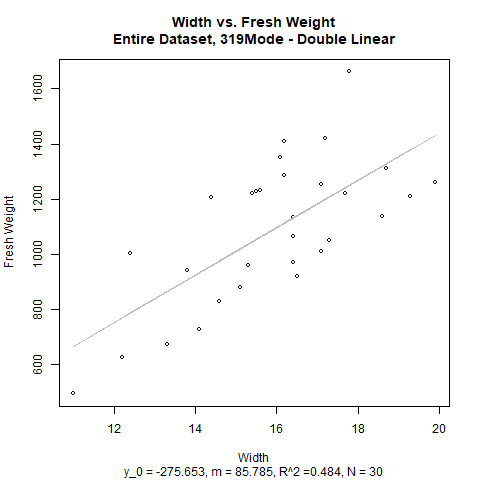 Width vs. Fresh Weight
Entire Dataset, 319Mode - Double Linear
Fresh Weight
1600
1400
1200
1000
800
600
12 14 16 18 20
Width
y_0 = -275.653, m = 85.785, R^2 =0.484, N = 30